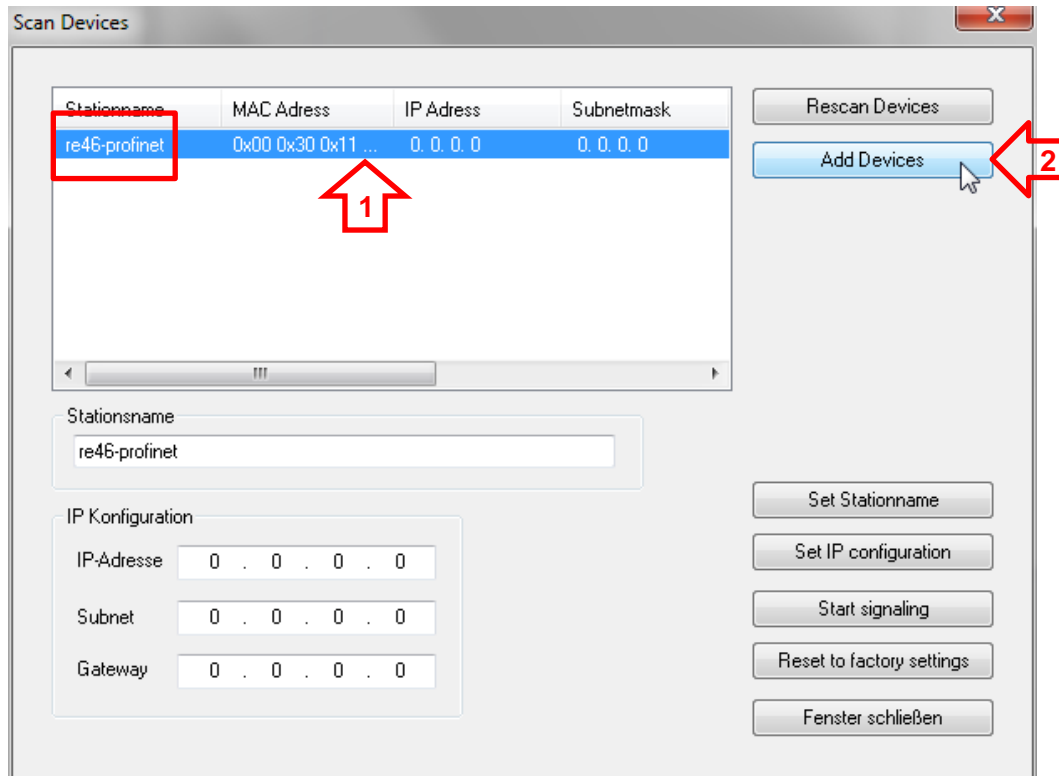 Scan Devices
x
Stationname MAC Adress IP Adress Subnetmask
re46-profinet 0x00 0x30 0x11 ... 0. 0. 0. 0 0. 0. 0. 0
Rescan Devices
Add Devices
2
1
Stationsname
re46-profinet
IP Konfiguration
IP-Adresse 0 . 0 . 0 . 0
Subnet 0 . 0 . 0 . 0
Gateway 0 . 0 . 0 . 0
Set Stationname
Set IP configuration
Start signaling
Reset to factory settings
Fenster schließen